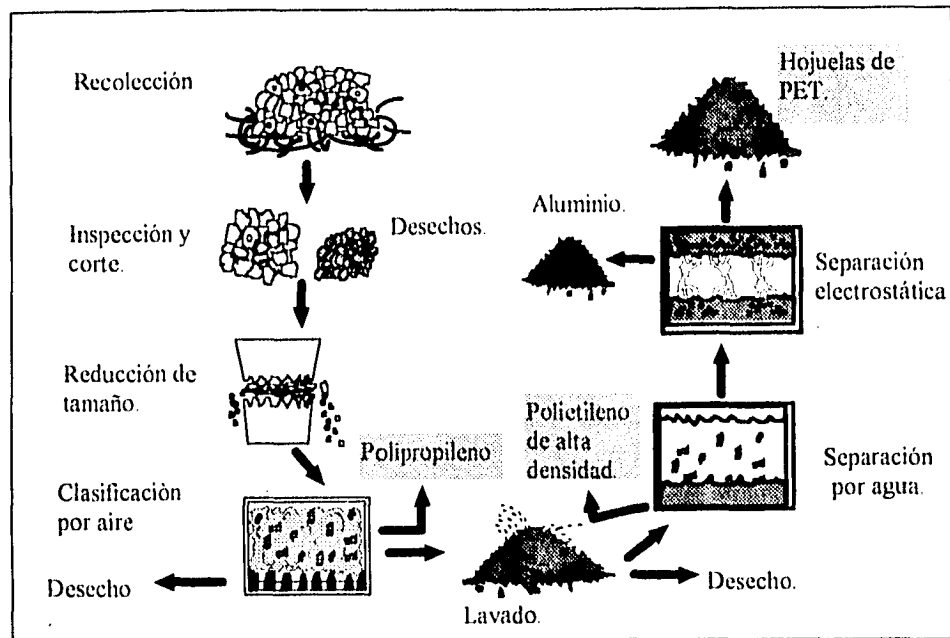 Recolección
Inspección y
corte.
Desechos.
Reducción de
tamaño.
Clasificaciòn
por aire
Desecho
Polipropileno
Lavado.
Desecho.
Polietileno
de alta
densidad.
Separación
por agua.
Separación
electrostática
Aluminio.
Hojuelas de
PET.